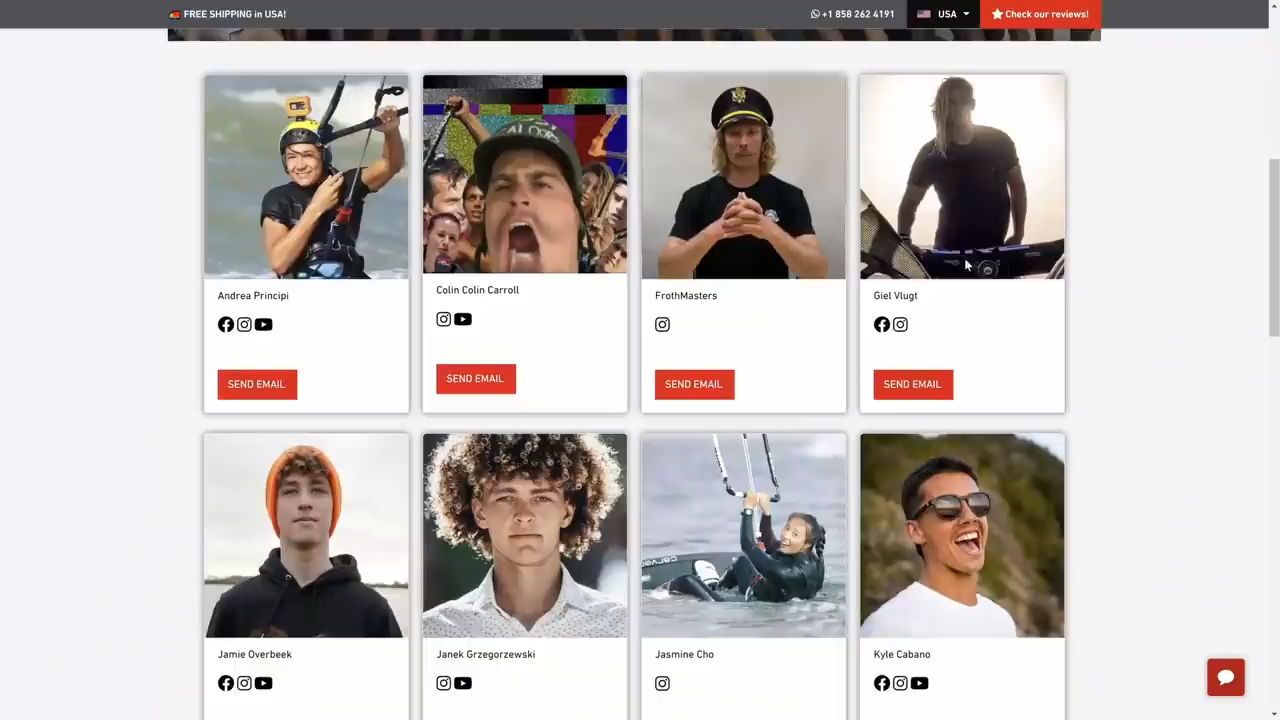 FREE SHIPPING in USA!
+1 858 262 4191
USA
Check our reviews!
Andrea Principi
Colin Colin Carroll
FrothMasters
Giel Vlugt
SEND EMAIL
SEND EMAIL
SEND EMAIL
SEND EMAIL
Jamie Overbeek
Janek Grzegorzewski
Jasmine Cho
Kyle Cabano